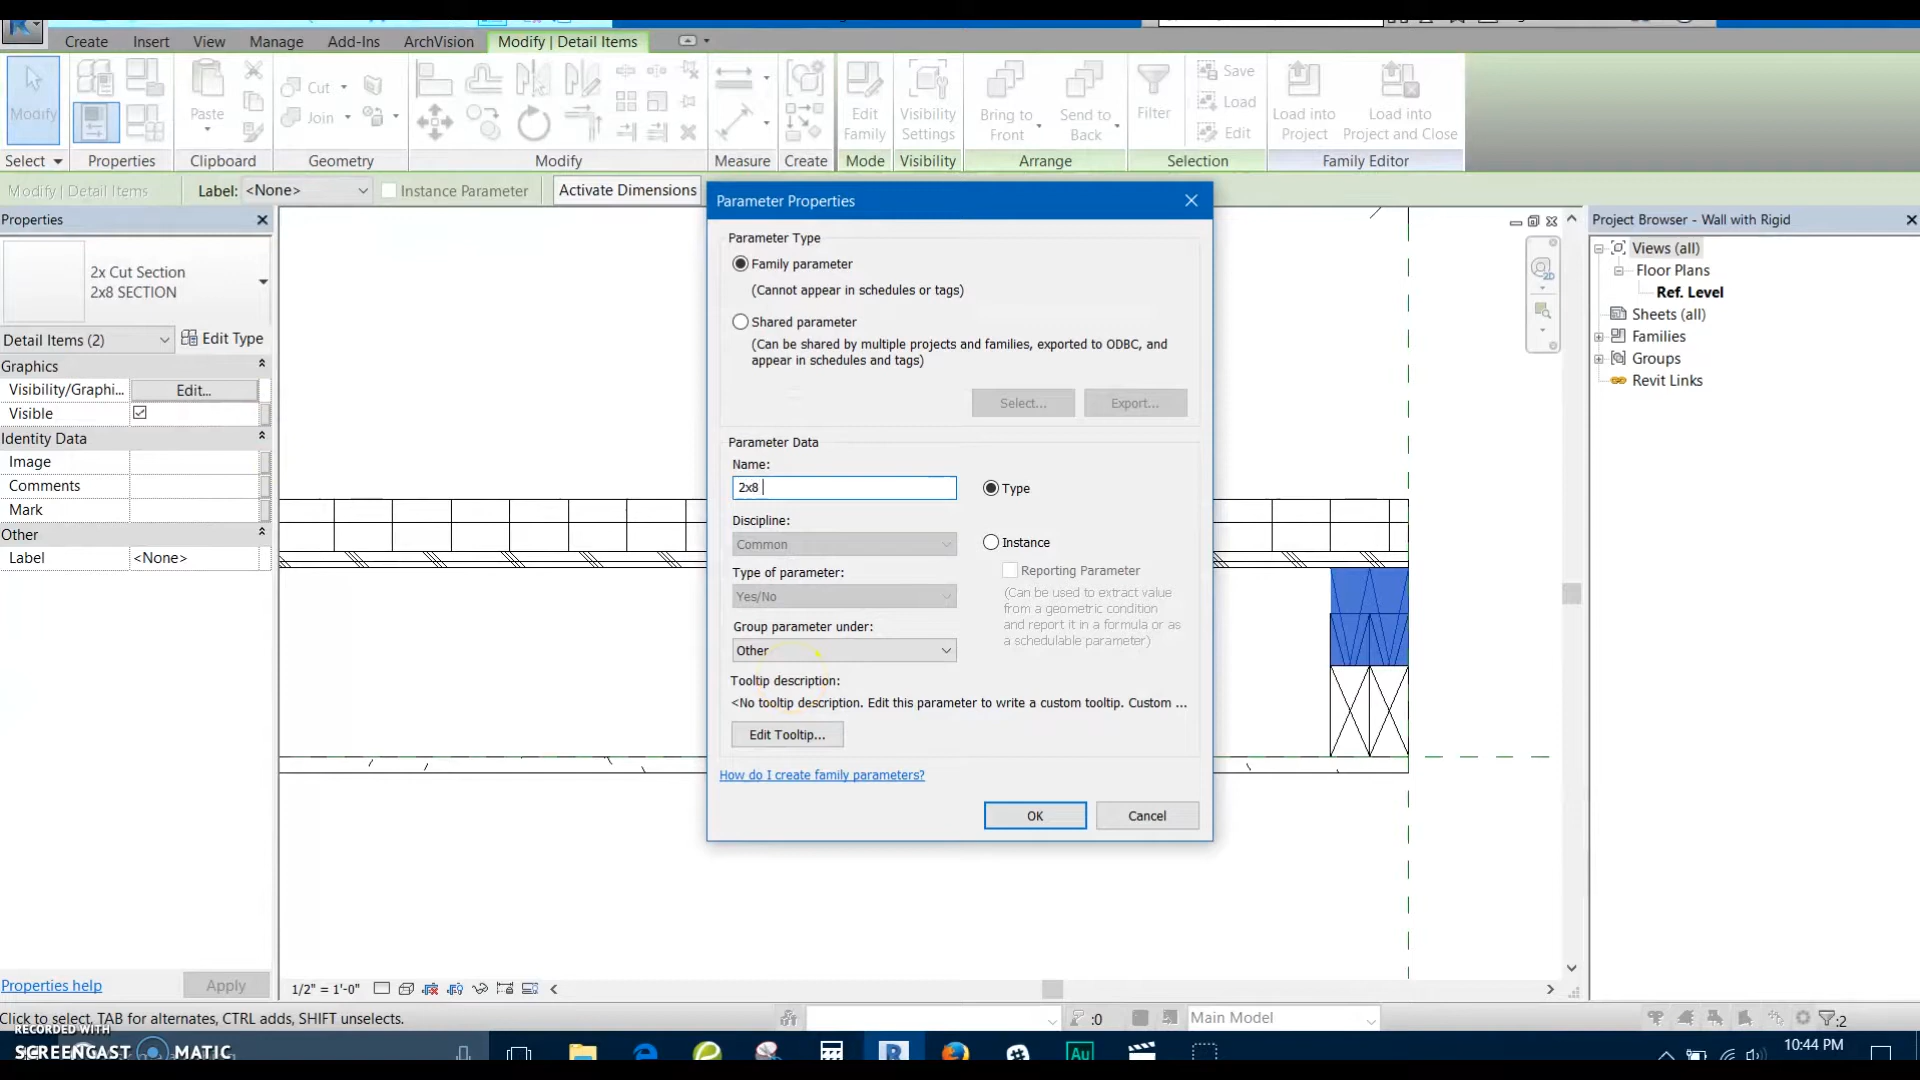 Create Insert View Manage Add-Ins ArchVision Modify | Detail Items
Modify
Paste
Cut
Join
Edit Family
Visibility Settings
Bring to Front
Send to Back
Filter
Save
Load
Edit
Load into Project
Load into Project and Close
Select Properties Clipboard Geometry Modify Measure Create Mode Visibility Arrange Selection Family Editor
Modify | Detail Items Label: <None> Instance Parameter Activate Dimensions
Properties
2x Cut Section
2x8 SECTION
Detail Items (2) Edit Type
Graphics
Visibility/Graphi... Edit...
Visible
Identity Data
Image
Comments
Mark
Other
Label <None>
Properties help Apply
Parameter Properties
Parameter Type
Family parameter
(Cannot appear in schedules or tags)
Shared parameter
(Can be shared by multiple projects and families, exported to ODBC, and
appear in schedules and tags)
Select... Export...
Parameter Data
Name:
2x8
Type
Discipline:
Common
Instance
Type of parameter:
Reporting Parameter
Yes/No
(Can be used to extract value
from a geometric condition
and report it in a formula or as
a schedulable parameter)
Group parameter under:
Other
Tooltip description:
<No tooltip description. Edit this parameter to write a custom tooltip. Custom ...
Edit Tooltip...
How do I create family parameters?
OK Cancel
2D
Project Browser - Wall with Rigid
Views (all)
Floor Plans
Ref. Level
Sheets (all)
Families
Groups
Revit Links
1/2" = 1'-0"
Click to select, TAB for alternates, CTRL adds, SHIFT unselects.
:0
Main Model
:2
RECORDED WITH
SCREENCAST MATIC
Au
10:44 PM